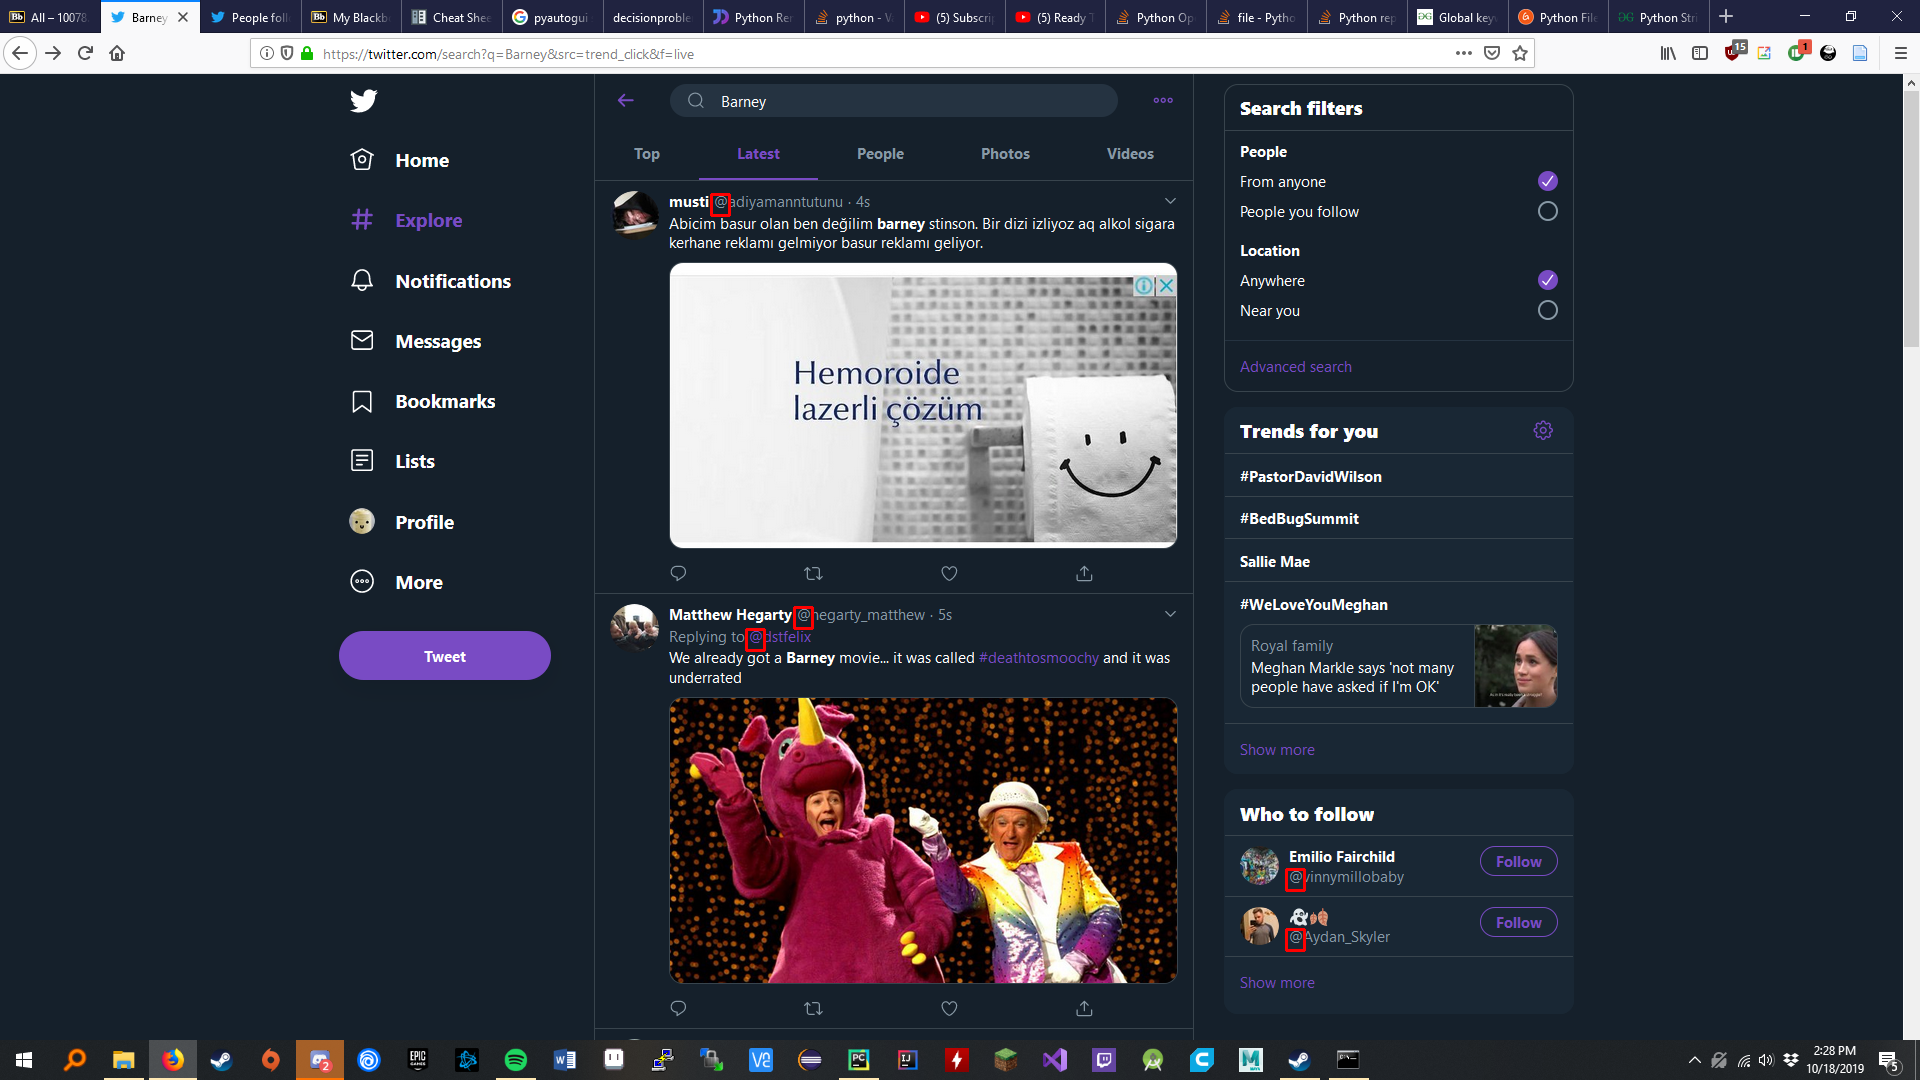 All – 10078.
Barney
People foll
My Blackb
Cheat Shee
pyautogui
decisionproble
Python Ren
python - Va
(5) Subscrip
(5) Ready T
Python Op
file - Pytho
Python rep
Global key
Python File
Python Stri
https://twitter.com/search?q=Barney&src=trend_click&f=live
15
1
Home
Explore
Notifications
Messages
Bookmarks
Lists
Profile
More
Tweet
Barney
Top
Latest
People
Photos
Videos
musti @adiyamanntutunu · 4s
Abicim basur olan ben değilim barney stinson. Bir dizi izliyoz aq alkol sigara
kerhane reklamı gelmiyor basur reklamı geliyor.
Hemoroide
lazerli çözüm
Matthew Hegarty @hegarty_matthew · 5s
Replying to @dstfelix
We already got a Barney movie... it was called #deathtosmoochy and it was
underrated
Search filters
People
From anyone
People you follow
Location
Anywhere
Near you
Advanced search
Trends for you
#PastorDavidWilson
#BedBugSummit
Sallie Mae
#WeLoveYouMeghan
Royal family
Meghan Markle says 'not many
people have asked if I'm OK'
Show more
Who to follow
Emilio Fairchild
@vinnymillobaby
Follow
@Aydan_Skyler
Follow
Show more
2:28 PM
10/18/2019
5